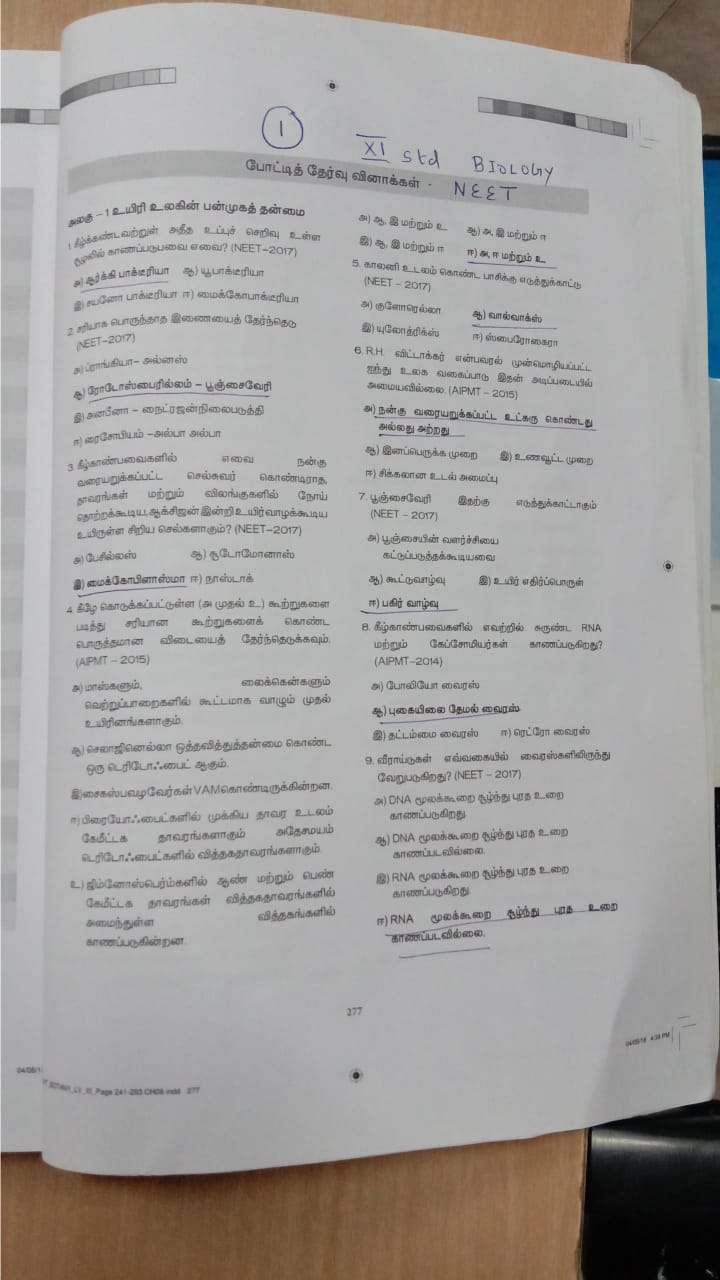 1
XI Std BIOLOGY
போட்டித் தேர்வு வினாக்கள் - NEET
அலகு – 1 உயிரி உலகின் பன்முகத் தன்மை
1. கீழ்க்கண்டவற்றுள் அதீத உப்புச் செறிவு உள்ள
சூழலில் காணப்படுபவை எவை? (NEET–2017)
அ) ஆர்க்கி பாக்டீரியா ஆ) யூபாக்டீரியா
இ) சயனோ பாக்டீரியா ஈ) மைக்கோபாக்டீரியா
2. சரியாக பொருந்தாத இணையைத் தேர்ந்தெடு
(NEET–2017)
அ) ப்ராங்கியா– அல்னஸ்
ஆ) ரோடோஸ்பைரில்லம் – பூஞ்சைவேரி
இ) அனபீனா – நைட்ரஜன்நிலைபடுத்தி
ஈ) ரைசோபியம் –அல்பா அல்பா
3. கீழ்காண்பவைகளில் எவை நன்கு
வரையறுக்கப்பட்ட செல்சுவர் கொண்டிராத,
தாவரங்கள் மற்றும் விலங்குகளில் நோய்
தொற்றக்கூடிய,ஆக்சிஜன் இன்றி உயிர்வாழக்கூடிய
உயிருள்ள சிறிய செல்களாகும்? (NEET–2017)
அ) பேசில்லஸ் ஆ) சூடோமோனாஸ்
இ) மைக்கோபிளாஸ்மா ஈ) நாஸ்டாக்
4. கீழே கொடுக்கப்பட்டுள்ள (அ முதல் உ) கூற்றுகளை
படித்து சரியான கூற்றுகளைக் கொண்ட
பொருத்தமான விடையைத் தேர்ந்தெடுக்கவும்.
(AIPMT – 2015)
அ) மாஸ்களும், லைக்கென்களும்
வெற்றுப்பாறைகளில் கூட்டமாக வாழும் முதல்
உயிரினங்களாகும்.
ஆ) செலாஜினெல்லா ஒத்தவித்துத்தன்மை கொண்ட
ஒரு டெரிடோஃபைட் ஆகும்.
இ)சைகஸ்பவழவேர்கள் VAM கொண்டிருக்கின்றன.
ஈ) பிரையோஃபைட்களில் முக்கிய தாவர உடலம்
கேமீட்டக தாவரங்களாகும் அதேசமயம்
டெரிடோஃபைட்களில் வித்தகதாவரங்களாகும்.
உ) ஜிம்னோஸ்பெர்ம்களில் ஆண் மற்றும் பெண்
கேமீட்டக தாவரங்கள் வித்தகதாவரங்களில்
அமைந்துள்ள வித்தகங்களில்
காணப்படுகின்றன.
அ) ஆ, இ மற்றும் உ ஆ) அ, இ மற்றும் ஈ
இ) ஆ, இ மற்றும் ஈ ஈ) அ, ஈ மற்றும் உ
5. காலனி உடலம் கொண்ட பாசிக்கு எடுத்துக்காட்டு
(NEET – 2017)
அ) குளோரெல்லா ஆ) வால்வாக்ஸ்
இ) யுலோத்ரிக்ஸ் ஈ) ஸ்பைரோகைரா
6. R.H. விட்டாக்கர் என்பவரல் முன்மொழியப்பட்ட
ஐந்து உலக வகைப்பாடு இதன் அடிப்படையில்
அமையவில்லை. (AIPMT – 2015)
அ) நன்கு வரையறுக்கப்பட்ட உட்கரு கொண்டது
அல்லது அற்றது
ஆ) இனப்பெருக்க முறை இ) உணவூட்ட முறை
ஈ) சிக்கலான உடல் அமைப்பு
7. பூஞ்சைவேரி இதற்கு எடுத்துக்காட்டாகும்
(NEET – 2017)
அ) பூஞ்சையின் வளர்ச்சியை
கட்டுப்படுத்தக்கூடியவை
ஆ) கூட்டுவாழ்வு இ) உயிர் எதிர்ப்பொருள்
ஈ) பகிர் வாழ்வு
8. கீழ்காண்பவைகளில் எவற்றில் சுருண்ட RNA
மற்றும் கேப்சோமியர்கள் காணப்படுகிறது?
(AIPMT–2014)
அ) போலியோ வைரஸ்
ஆ) புகையிலை தேமல் வைரஸ்
இ) தட்டம்மை வைரஸ் ஈ) ரெட்ரோ வைரஸ்
9. வீராய்டுகள் எவ்வகையில் வைரஸ்களிலிருந்து
வேறுபடுகிறது? (NEET – 2017)
அ) DNA மூலக்கூறை சூழ்ந்து புரத உறை
காணப்படுகிறது.
ஆ) DNA மூலக்கூறை சூழ்ந்து புரத உறை
காணப்படவில்லை.
இ) RNA மூலக்கூறை சூழ்ந்து புரத உறை
காணப்படுகிறது.
ஈ) RNA மூலக்கூறை சூழ்ந்து புரத உறை
காணப்படவில்லை.
277
04/05/18 4:39 PM
BOTANY_LV_XI_Page 241-283 CH08.indd 277
04/05/1